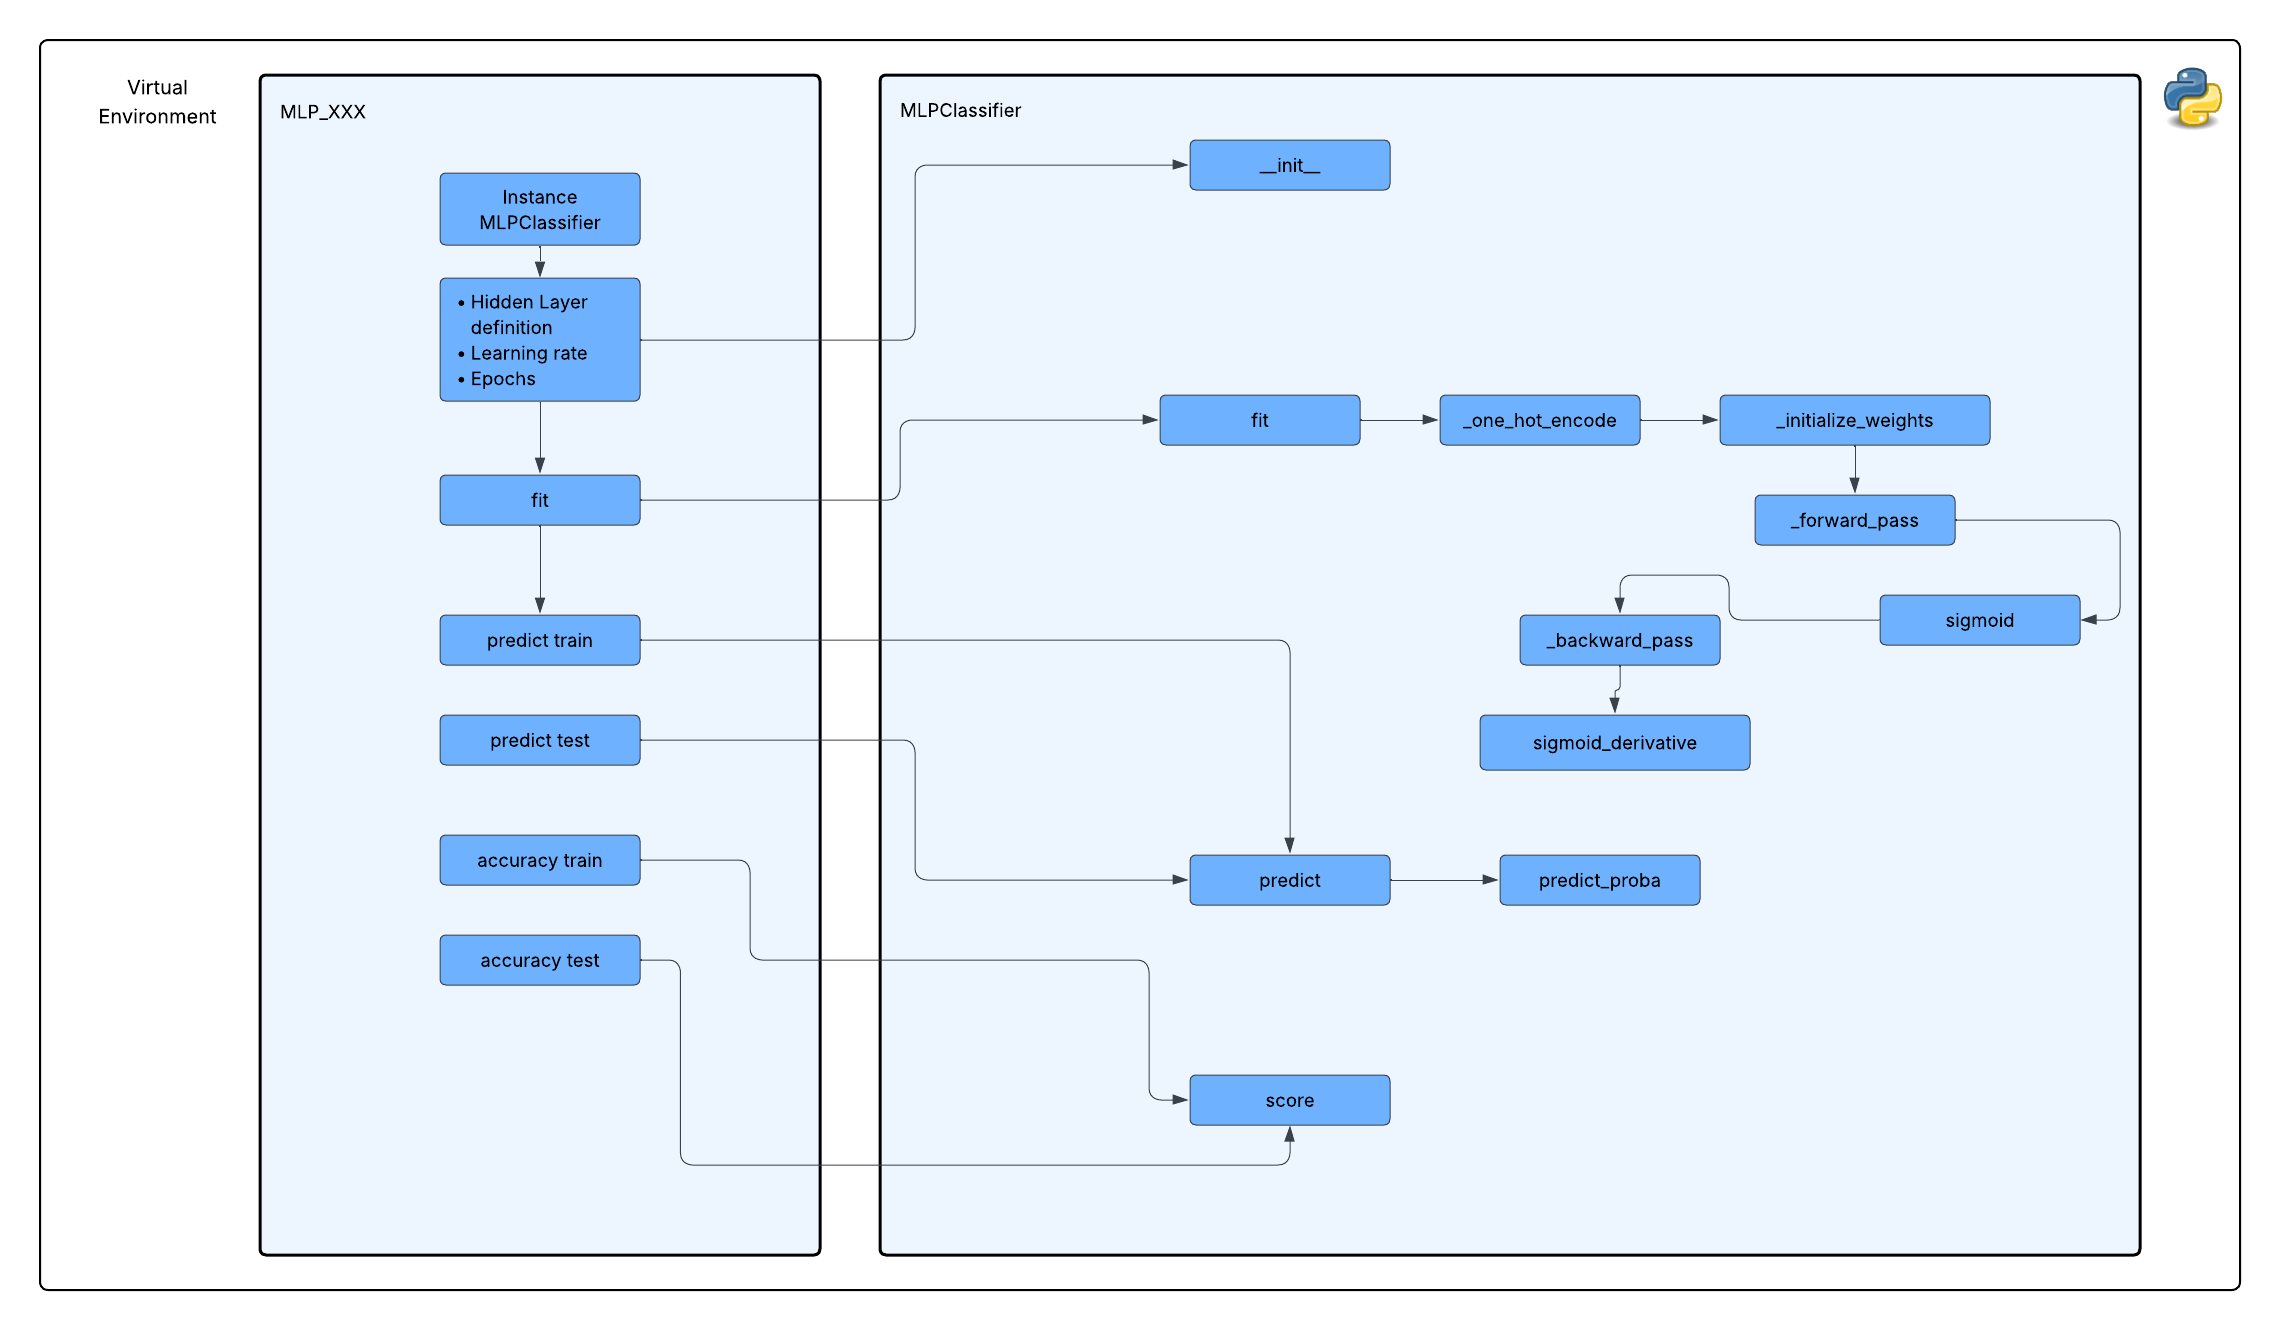 Virtual
Environment
MLP_XXX
Instance
MLPClassifier
• Hidden Layer
definition
• Learning rate
• Epochs
fit
predict train
predict test
accuracy train
accuracy test
MLPClassifier
__init__
fit
_one_hot_encode
_initialize_weights
_forward_pass
sigmoid
_backward_pass
sigmoid_derivative
predict
predict_proba
score